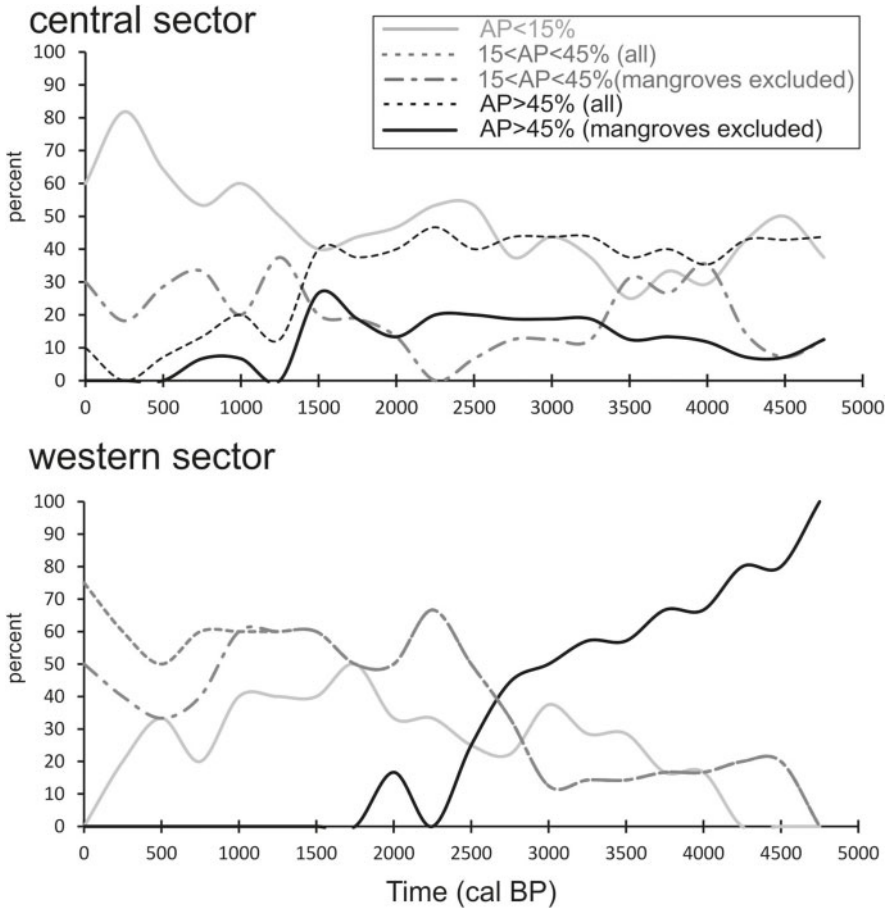 central sector
AP<15%
15<AP<45% (all)
15<AP<45%(mangroves excluded)
AP>45% (all)
AP>45% (mangroves excluded)
100
90
80
70
60
50
40
30
20
10
0
percent
0 500 1000 1500 2000 2500 3000 3500 4000 4500 5000
western sector
100
90
80
70
60
50
40
30
20
10
0
percent
0 500 1000 1500 2000 2500 3000 3500 4000 4500 5000
Time (cal BP)